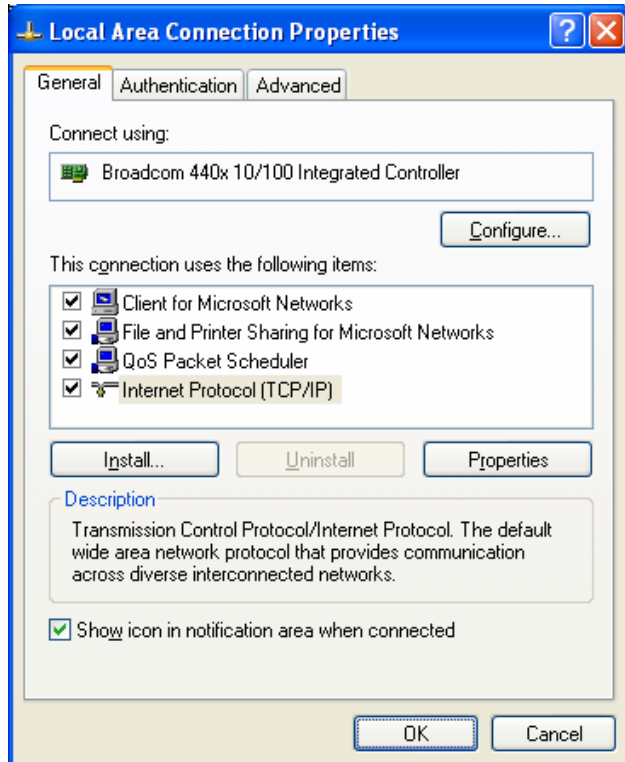 Local Area Connection Properties
General Authentication Advanced
Connect using:
Broadcom 440x 10/100 Integrated Controller
Configure...
This connection uses the following items:
Client for Microsoft Networks
File and Printer Sharing for Microsoft Networks
QoS Packet Scheduler
Internet Protocol (TCP/IP)
Install... Uninstall Properties
Description
Transmission Control Protocol/Internet Protocol. The default
wide area network protocol that provides communication
across diverse interconnected networks.
Show icon in notification area when connected
OK Cancel